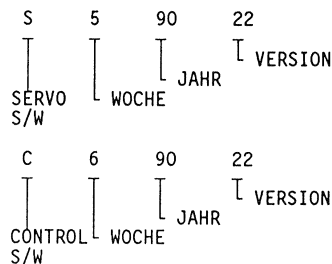 S 5 90 22
VERSION
JAHR
SERVO WOCHE
S/W
C 6 90 22
VERSION
JAHR
CONTROL WOCHE
S/W